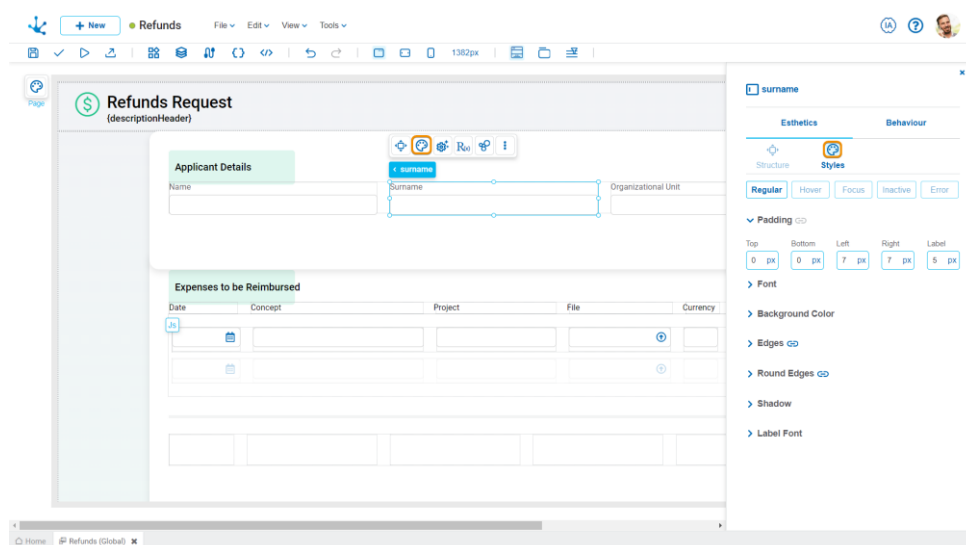 + New
Refunds
File
Edit
View
Tools
IA
?
1382px
Page
$
Refunds Request
{descriptionHeader}
Applicant Details
R(x)
< surname
Name
Surname
Organizational Unit
Expenses to be Reimbursed
Date
Concept
Project
File
Currency
Js
surname
Esthetics
Behaviour
Structure
Styles
Regular
Hover
Focus
Inactive
Error
Padding
Top
Bottom
Left
Right
Label
0 px
0 px
7 px
7 px
5 px
Font
Background Color
Edges
Round Edges
Shadow
Label Font
Home
Refunds (Global)